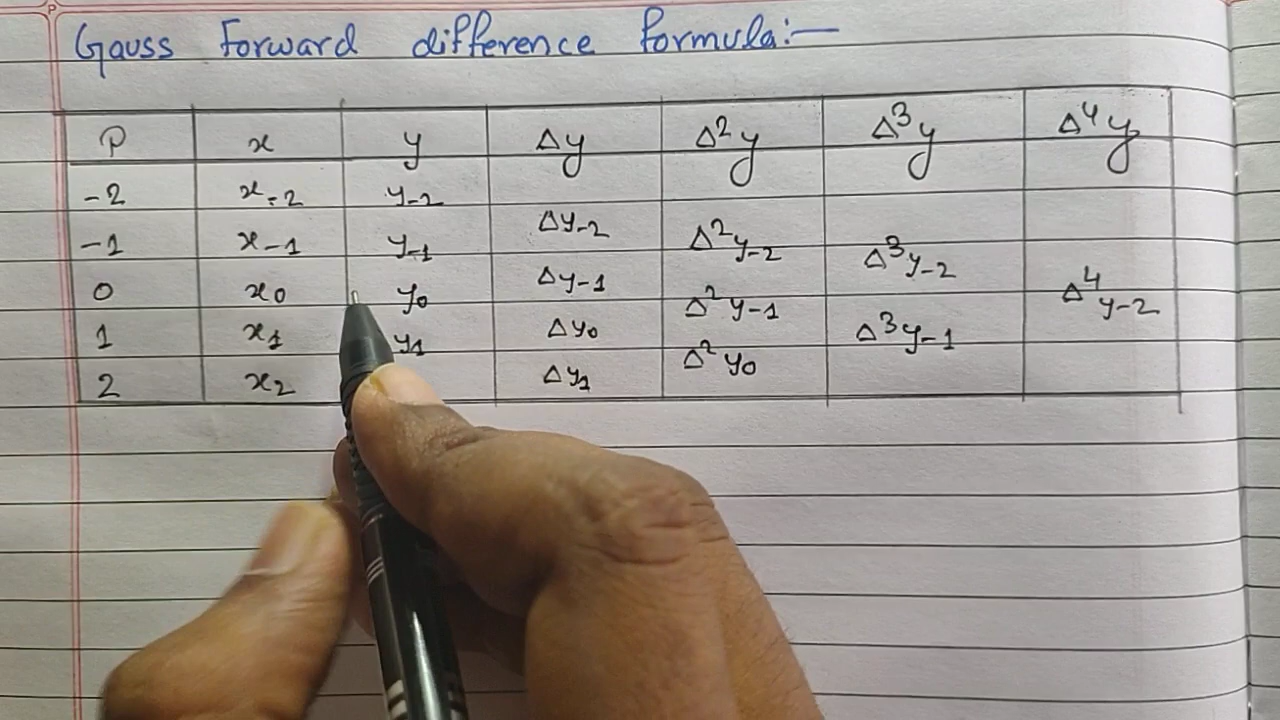 Gauss Forward difference formula:—
P x y Δy Δ²y Δ³y Δ⁴y
-2 x₋₂ y₋₂
Δy₋₂
-1 x₋₁ y₋₁ Δ²y₋₂
Δy₋₁ Δ³y₋₂
0 x₀ y₀ Δ²y₋₁ Δ⁴y₋₂
1 x₁ y₁ Δy₀ Δ³y₋₁
Δ²y₀
2 x₂ Δy₁